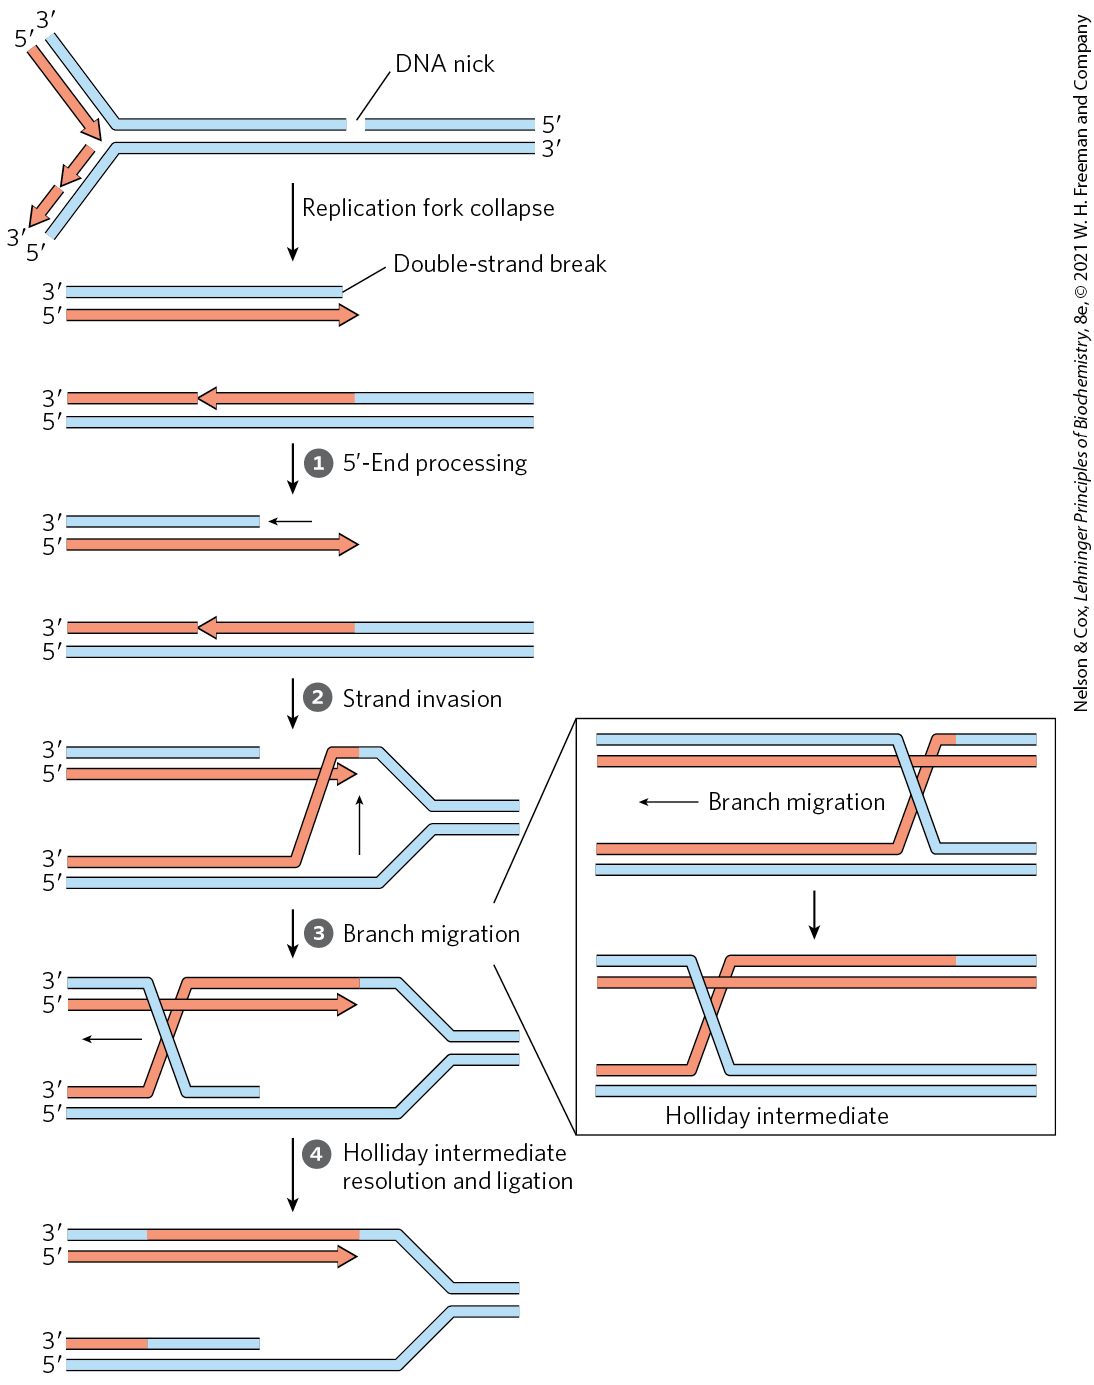 3′
5′
DNA nick
5′
3′
3′
5′
Replication fork collapse
Double-strand break
3′
5′
3′
5′
1 5′-End processing
3′
5′
3′
5′
2 Strand invasion
3′
5′
3′
5′
Branch migration
3 Branch migration
3′
5′
3′
5′
Holliday intermediate
4 Holliday intermediate
resolution and ligation
3′
5′
3′
5′
Nelson & Cox, Lehninger Principles of Biochemistry, 8e, © 2021 W. H. Freeman and Company